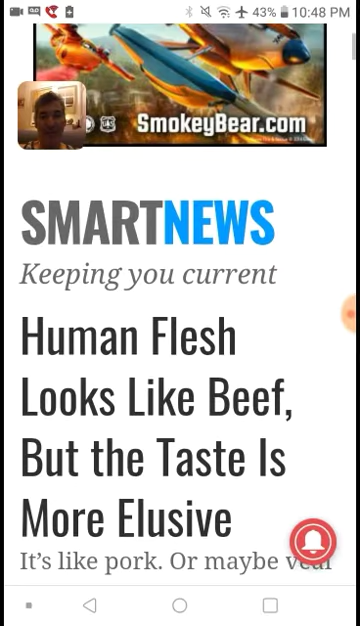 43% 10:48 PM
SmokeyBear.com
SMARTNEWS
Keeping you current
Human Flesh
Looks Like Beef,
But the Taste Is
More Elusive
It's like pork. Or maybe veal